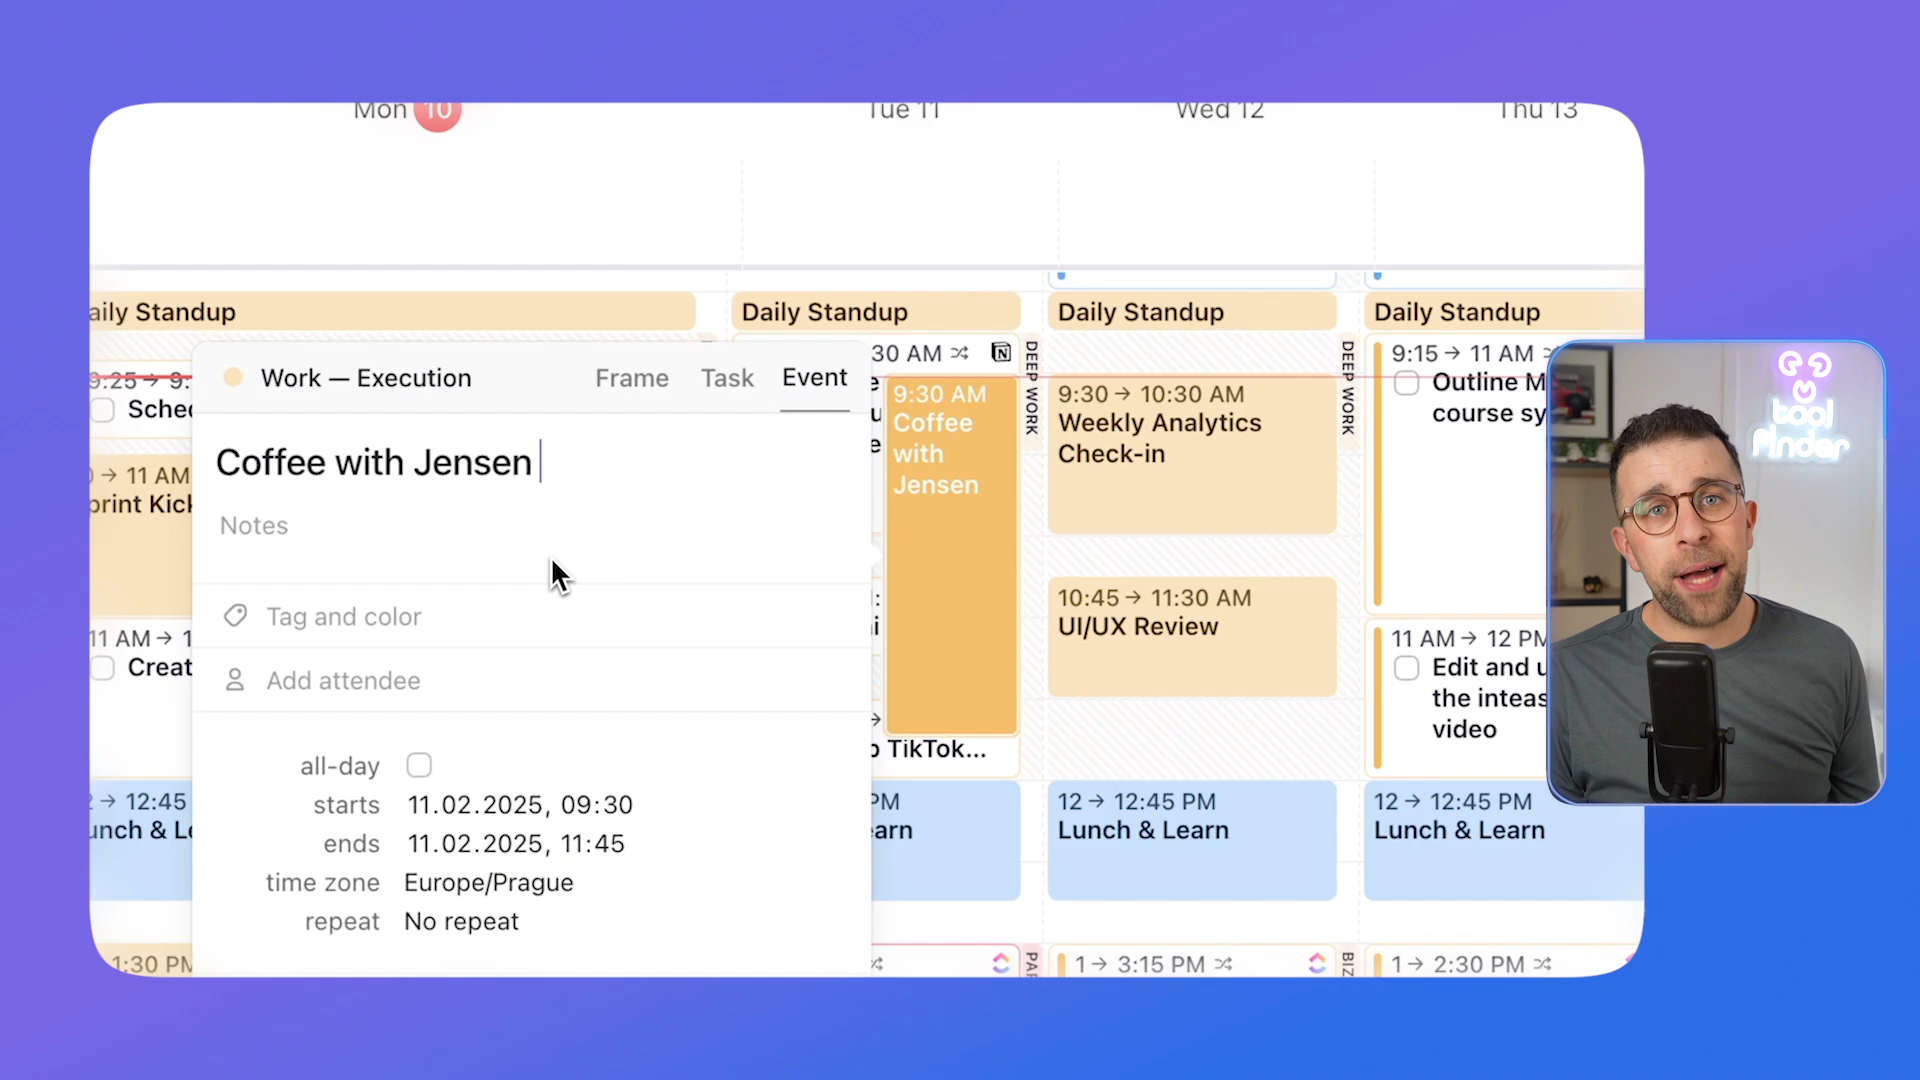 Mon 10
Tue 11
Wed 12
Thu 13
aily Standup
Daily Standup
Daily Standup
Daily Standup
9:25 → 9:
Sched
→ 11 AM
print Kick
11 AM → 1
Creat
→ 12:45
unch & Le
1:30 PM
Work — Execution
Frame
Task
Event
Coffee with Jensen
Notes
Tag and color
Add attendee
all-day
starts 11.02.2025, 09:30
ends 11.02.2025, 11:45
time zone Europe/Prague
repeat No repeat
30 AM
DEEP WORK
9:30 AM
Coffee
with
Jensen
TikTok...
PM
earn
9:30 → 10:30 AM
Weekly Analytics
Check-in
DEEP WORK
10:45 → 11:30 AM
UI/UX Review
12 → 12:45 PM
Lunch & Learn
1 → 3:15 PM
BIZ
9:15 → 11 AM
Outline M
course sy
11 AM → 12 PM
Edit and u
the inteas
video
12 → 12:45 PM
Lunch & Learn
1 → 2:30 PM
tool
finder